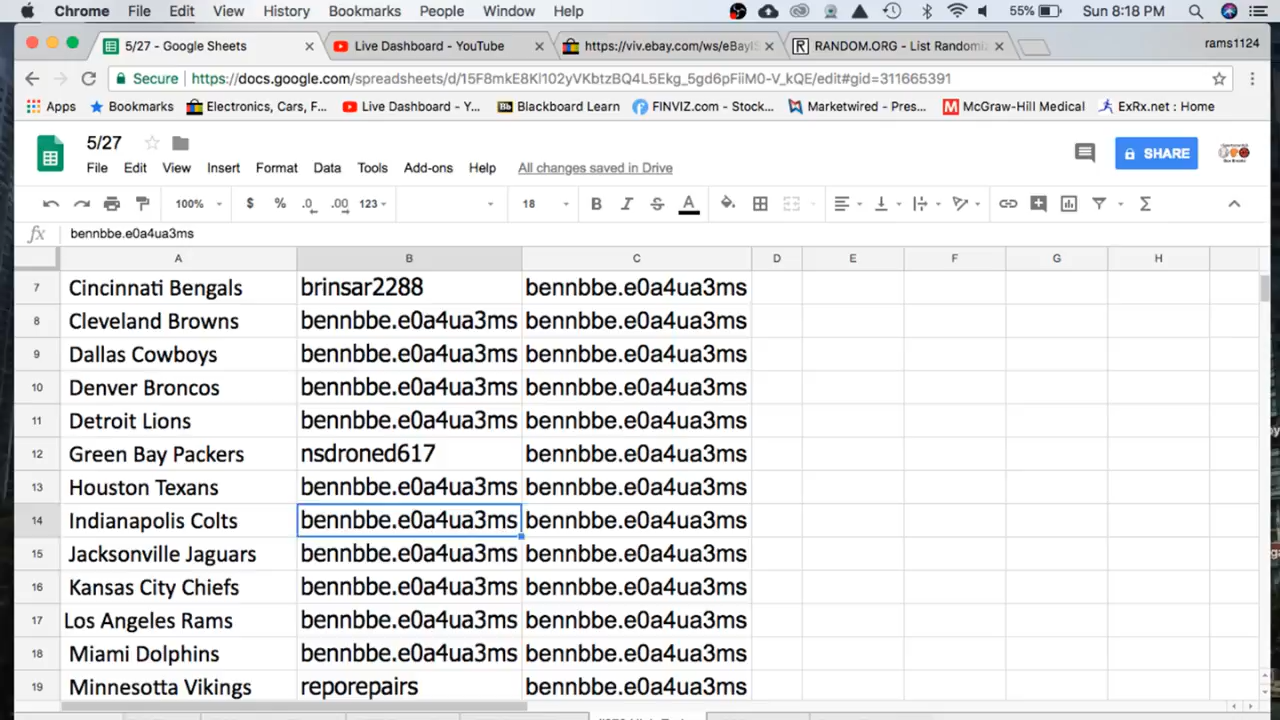 Chrome File Edit View History Bookmarks People Window Help 55% Sun 8:18 PM
5/27 - Google Sheets Live Dashboard - YouTube https://viv.ebay.com/ws/eBayI RANDOM.ORG - List Randomiz rams1124
Secure https://docs.google.com/spreadsheets/d/15F8mkE8Kl102yVKbtzBQ4L5Ekg_5gd6pFiiM0-V_kQE/edit#gid=311665391
Apps Bookmarks Electronics, Cars, F... Live Dashboard - Y... Blackboard Learn FINVIZ.com - Stock... Marketwired - Pres... McGraw-Hill Medical ExRx.net : Home
5/27
SHARE
File Edit View Insert Format Data Tools Add-ons Help All changes saved in Drive
100% $ % .0 .00 123 18 B I S A Σ
fx bennbbe.e0a4ua3ms
A B C D E F G H
7 Cincinnati Bengals brinsar2288 bennbbe.e0a4ua3ms
8 Cleveland Browns bennbbe.e0a4ua3ms bennbbe.e0a4ua3ms
9 Dallas Cowboys bennbbe.e0a4ua3ms bennbbe.e0a4ua3ms
10 Denver Broncos bennbbe.e0a4ua3ms bennbbe.e0a4ua3ms
11 Detroit Lions bennbbe.e0a4ua3ms bennbbe.e0a4ua3ms
12 Green Bay Packers nsdroned617 bennbbe.e0a4ua3ms
13 Houston Texans bennbbe.e0a4ua3ms bennbbe.e0a4ua3ms
14 Indianapolis Colts bennbbe.e0a4ua3ms bennbbe.e0a4ua3ms
15 Jacksonville Jaguars bennbbe.e0a4ua3ms bennbbe.e0a4ua3ms
16 Kansas City Chiefs bennbbe.e0a4ua3ms bennbbe.e0a4ua3ms
17 Los Angeles Rams bennbbe.e0a4ua3ms bennbbe.e0a4ua3ms
18 Miami Dolphins bennbbe.e0a4ua3ms bennbbe.e0a4ua3ms
19 Minnesota Vikings reporepairs bennbbe.e0a4ua3ms